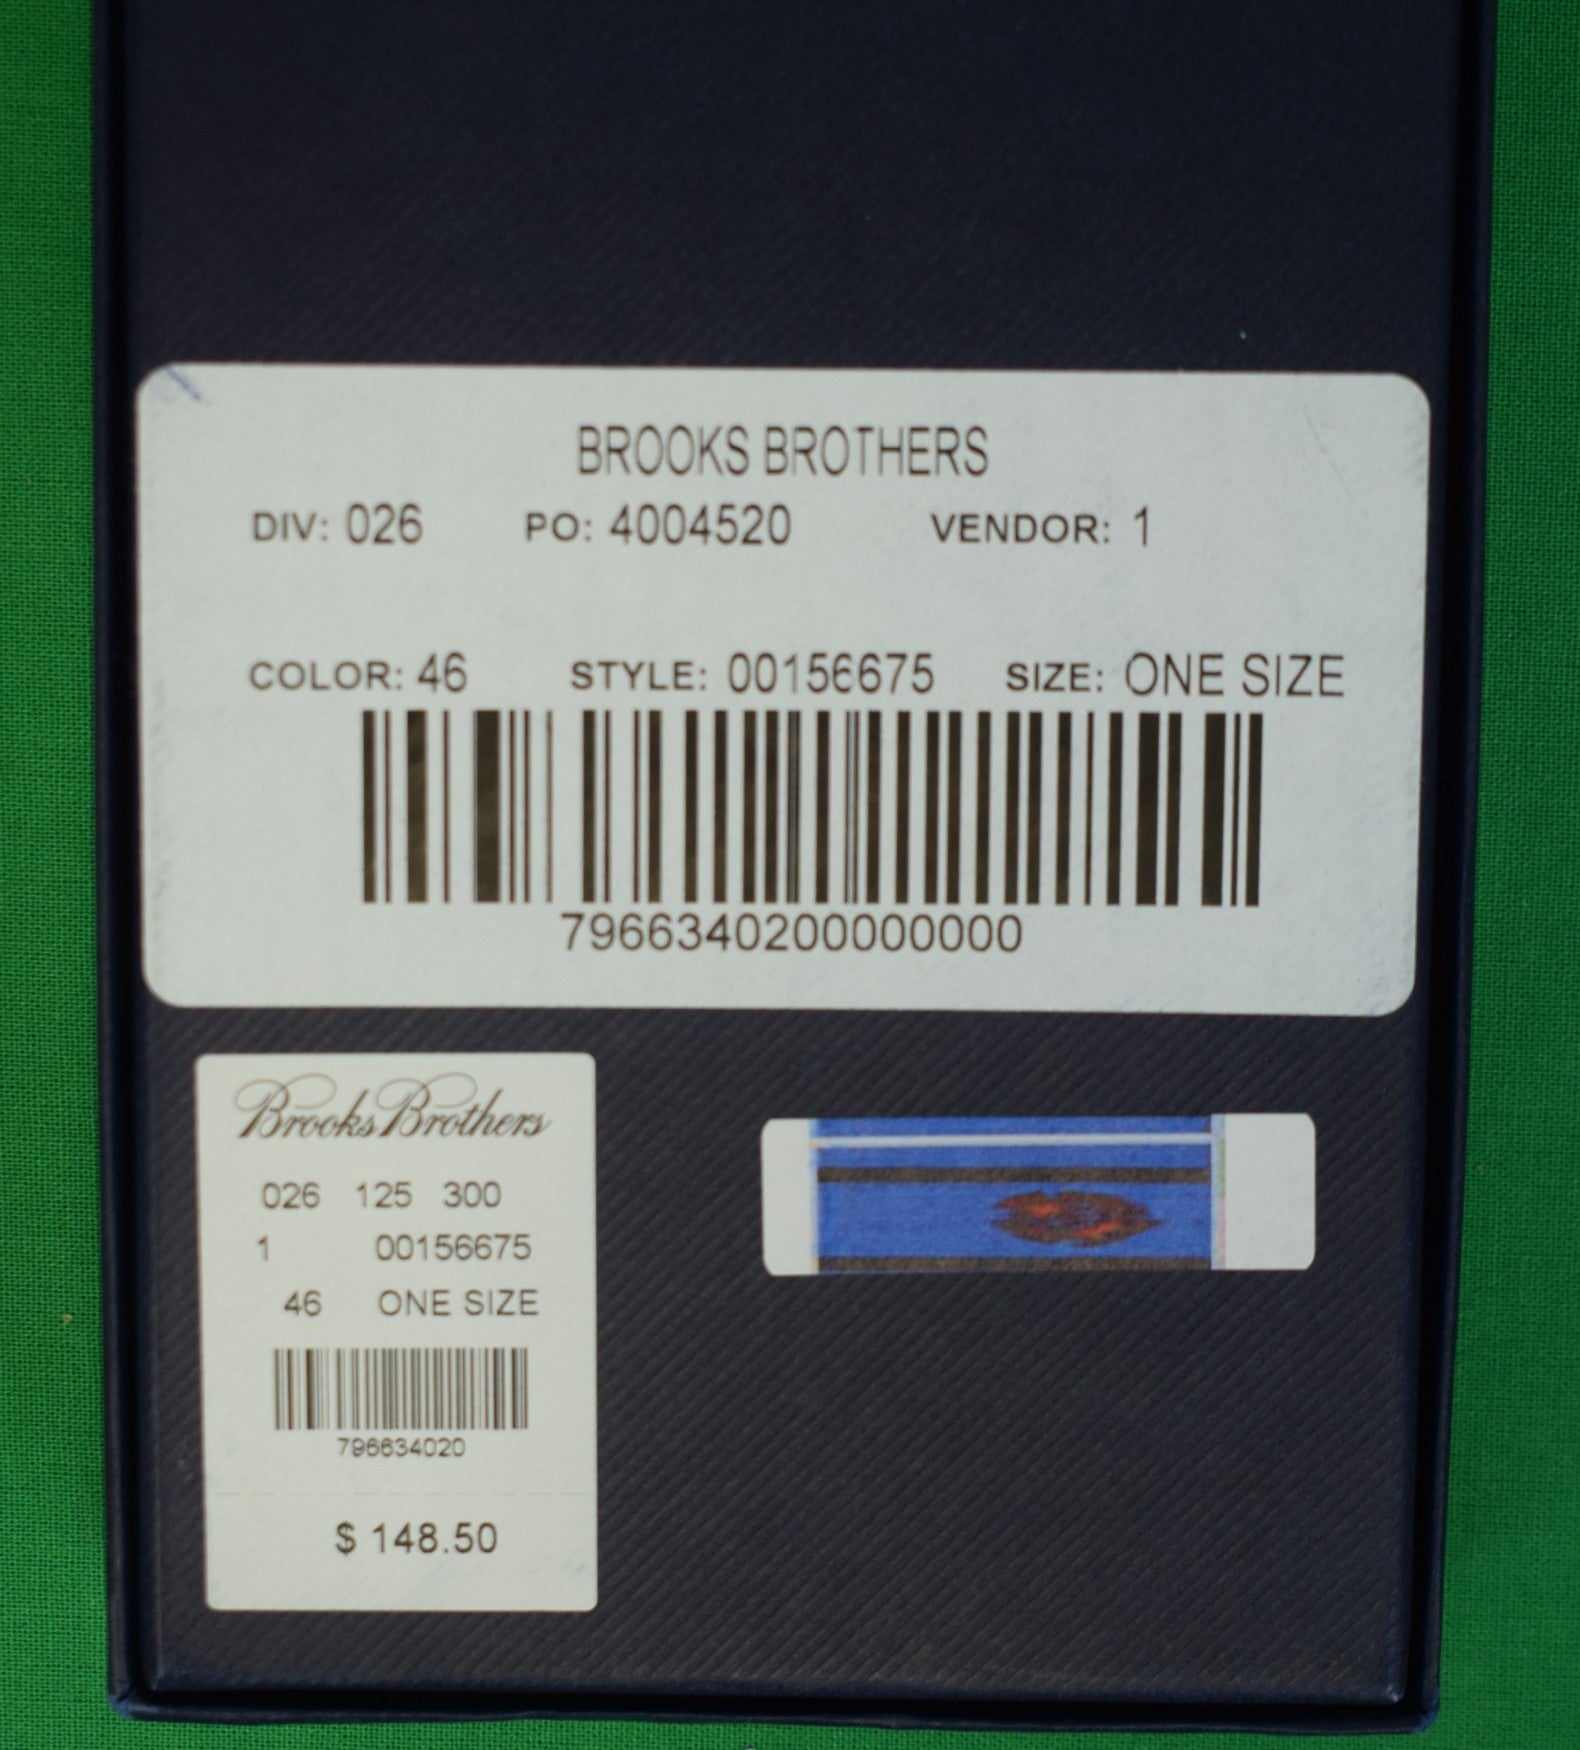 BROOKS BROTHERS
DIV: 026 PO: 4004520 VENDOR: 1
COLOR: 46 STYLE: 00156675 SIZE: ONE SIZE
7966340200000000
Brooks Brothers
026 125 300
1 00156675
46 ONE SIZE
796634020
$ 148.50